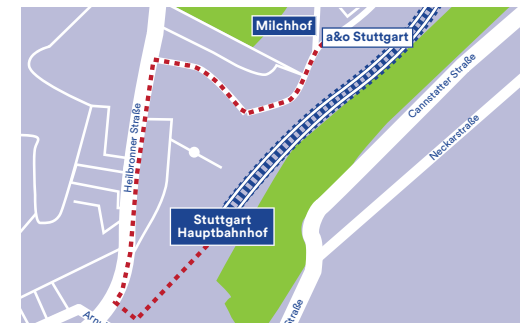 Milchhof
a&o Stuttgart
Cannstatter Straße
Neckarstraße
Heilbronner Straße
Stuttgart
Hauptbahnhof
Straße